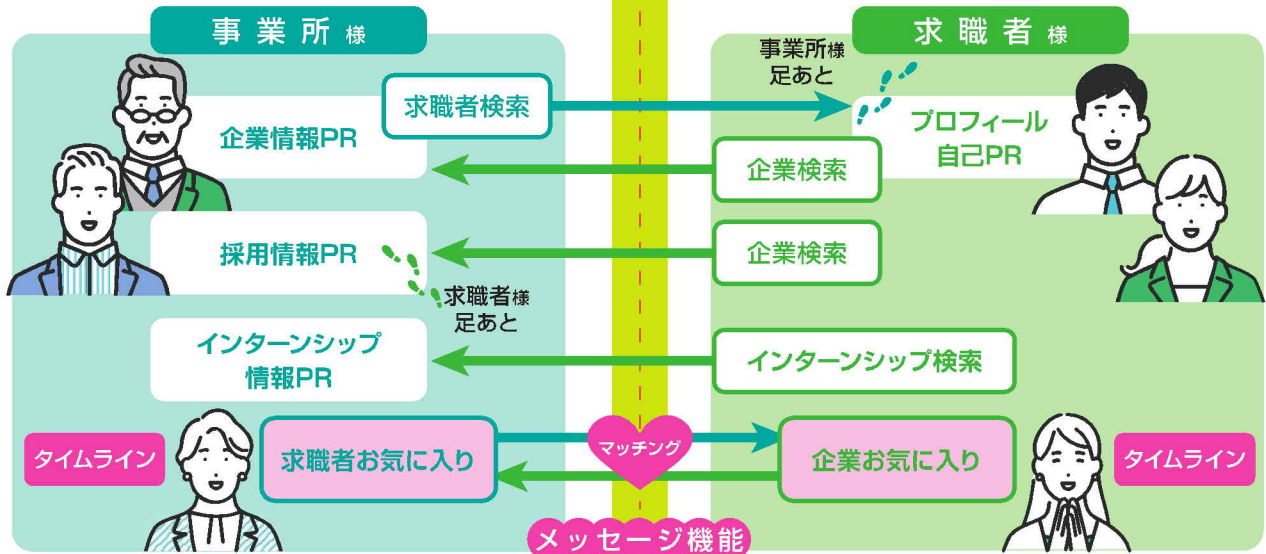 事業所様
求職者様
事業所様
足あと
求職者検索
企業情報PR
プロフィール
自己PR
企業検索
採用情報PR
企業検索
求職者様
足あと
インターンシップ
情報PR
インターンシップ検索
タイムライン
求職者お気に入り
マッチング
企業お気に入り
タイムライン
メッセージ機能